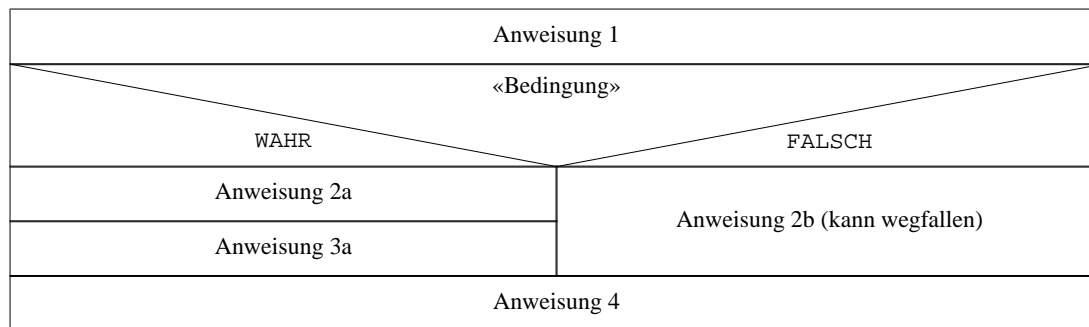 Anweisung 1
«Bedingung»
WAHR
FALSCH
Anweisung 2a
Anweisung 2b (kann wegfallen)
Anweisung 3a
Anweisung 4